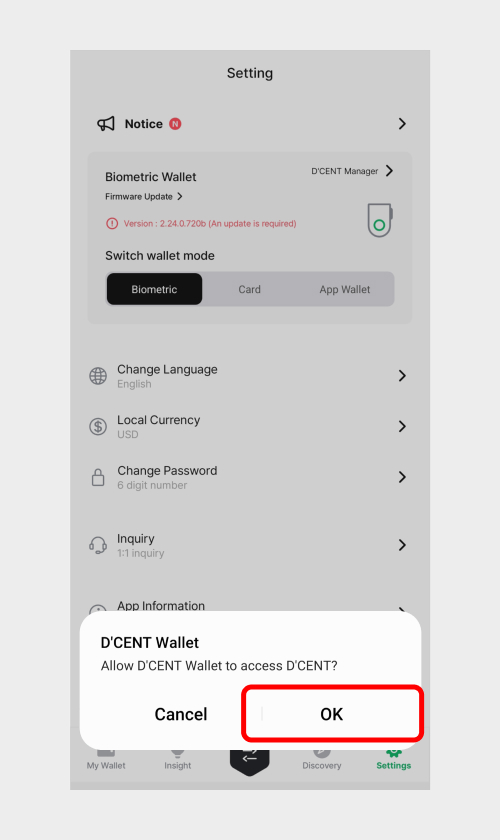 Setting
Notice N
Biometric Wallet
D'CENT Manager
Firmware Update
Version : 2.24.0.720b (An update is required)
Switch wallet mode
Biometric Card App Wallet
Change Language
English
Local Currency
USD
Change Password
6 digit number
Inquiry
1:1 inquiry
App Information
D'CENT Wallet
Allow D'CENT Wallet to access D'CENT?
Cancel OK
My Wallet Insight Discovery Settings